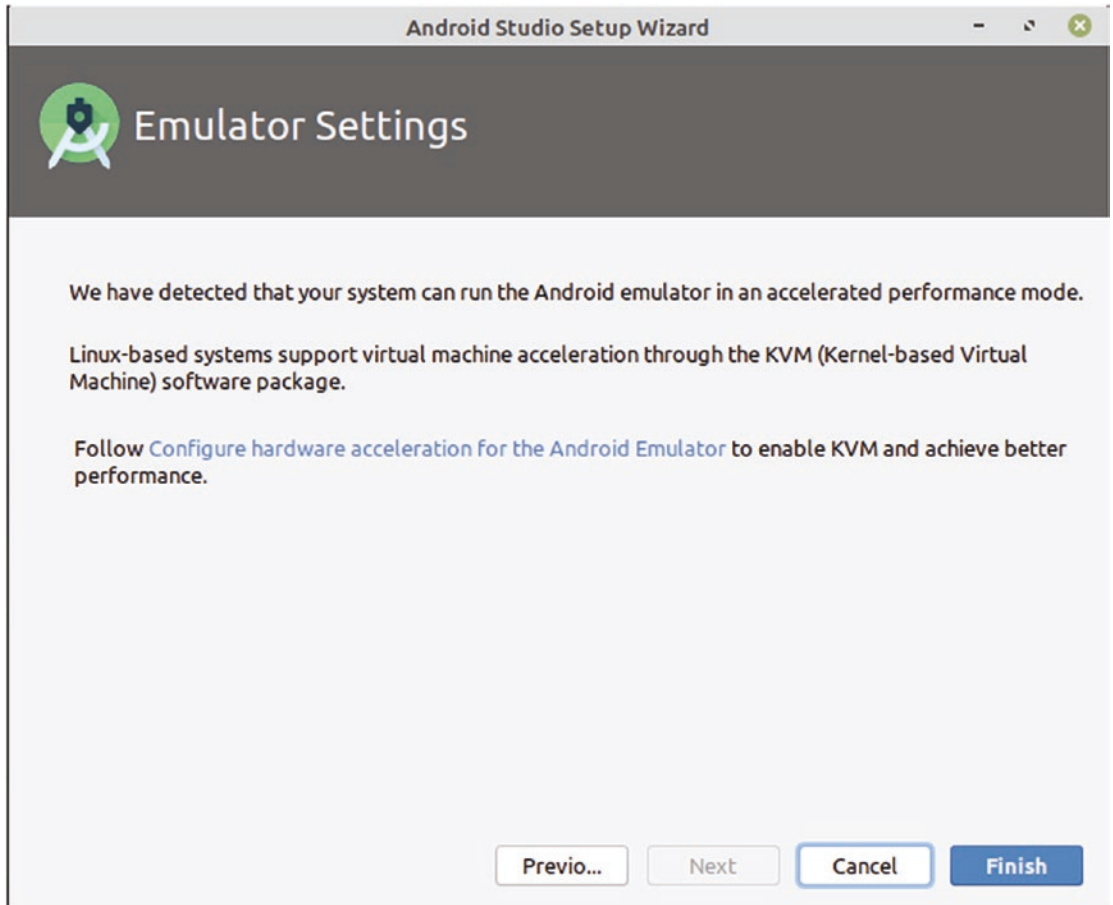 Android Studio Setup Wizard
Emulator Settings
We have detected that your system can run the Android emulator in an accelerated performance mode.
Linux-based systems support virtual machine acceleration through the KVM (Kernel-based Virtual
Machine) software package.
Follow Configure hardware acceleration for the Android Emulator to enable KVM and achieve better
performance.
Previo...
Next
Cancel
Finish